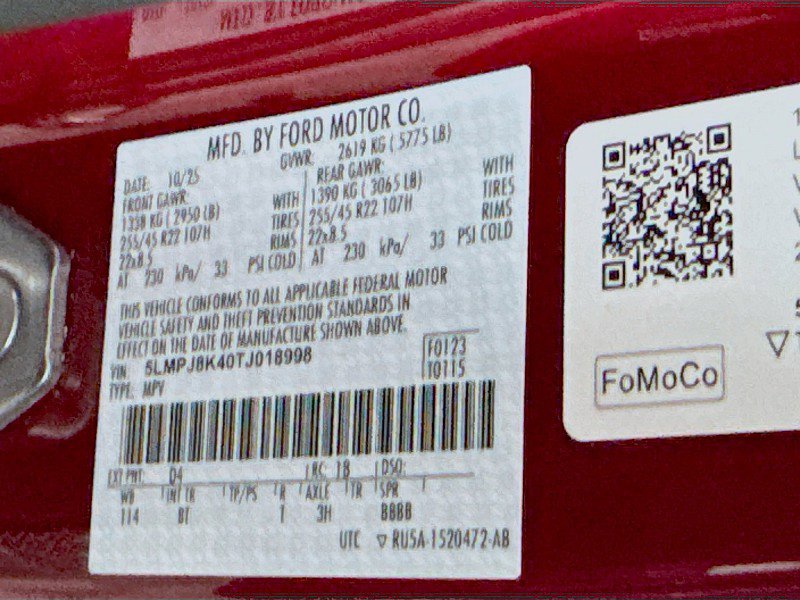 MFD. BY FORD MOTOR CO.
DATE: 10/25 GVWR: 2619 KG ( 5775 LB)
FRONT GAWR: REAR GAWR:
1338 KG ( 2950 LB) WITH 1390 KG ( 3065 LB) WITH
255/45 R22 107H TIRES 255/45 R22 107H TIRES
22x8.5 RIMS 22x8.5 RIMS
AT 230 kPa/ 33 PSI COLD AT 230 kPa/ 33 PSI COLD
THIS VEHICLE CONFORMS TO ALL APPLICABLE FEDERAL MOTOR
VEHICLE SAFETY AND THEFT PREVENTION STANDARDS IN
EFFECT ON THE DATE OF MANUFACTURE SHOWN ABOVE.
VIN: 5LMPJ8K40TJ018998 F0123
TYPE: MPV T0115
EXT PNT: D4 RC: 18 DSO:
WB INT TR TP/PS R AXLE TR SPR
114 BT 1 3H BBBB
UTC ▽ RU5A-1520472-AB
FoMoCo